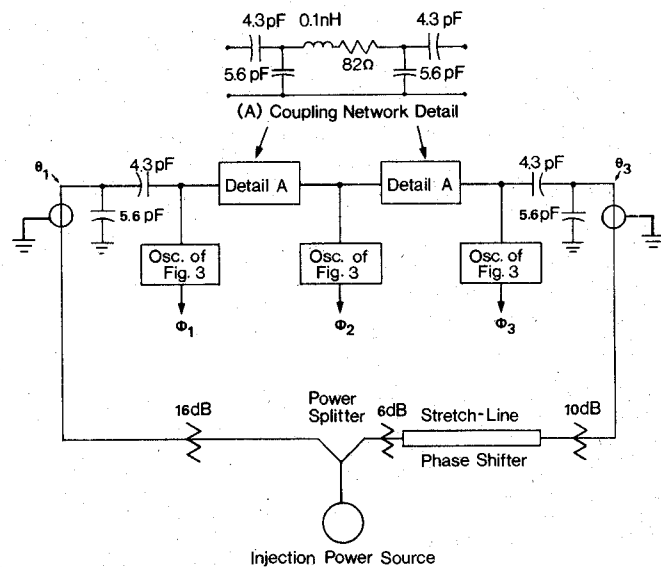 4.3 pF 0.1nH 4.3 pF
5.6 pF 82Ω 5.6 pF
(A) Coupling Network Detail
θ1 4.3 pF Detail A Detail A 4.3 pF θ3
5.6 pF 5.6 pF
Osc. of Fig. 3 Osc. of Fig. 3 Osc. of Fig. 3
Φ1 Φ2 Φ3
16dB Power Splitter 6dB Stretch-Line 10dB
Phase Shifter
Injection Power Source